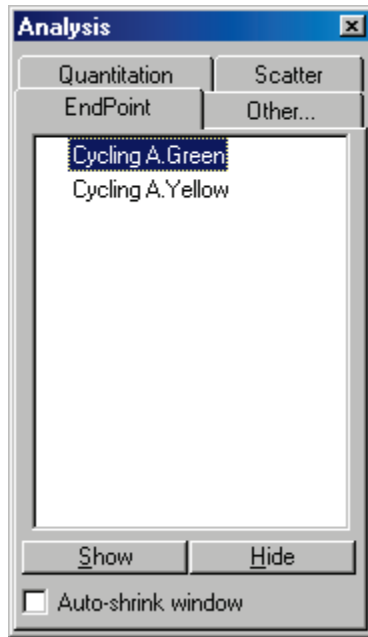 Analysis
Quantitation Scatter
EndPoint Other...
Cycling A.Green
Cycling A.Yellow
Show Hide
Auto-shrink window